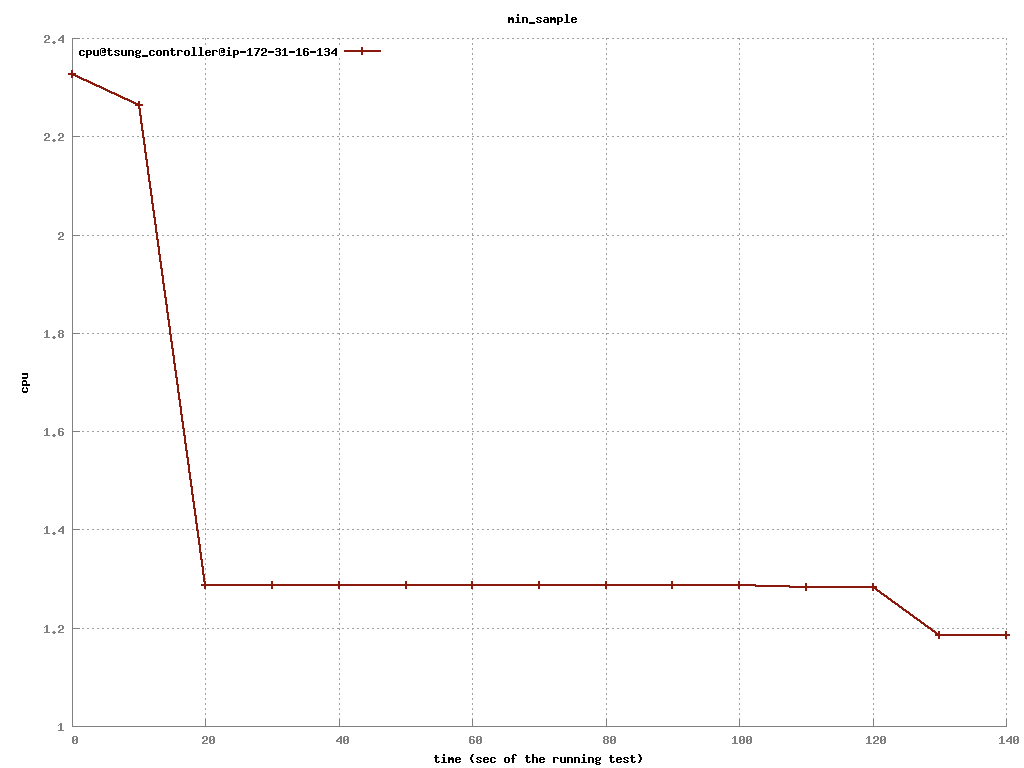 min_sample
cpu@tsung_controller@ip-172-31-16-134
2.4
2.2
2
1.8
1.6
1.4
1.2
1
cpu
0 20 40 60 80 100 120 140
time (sec of the running test)